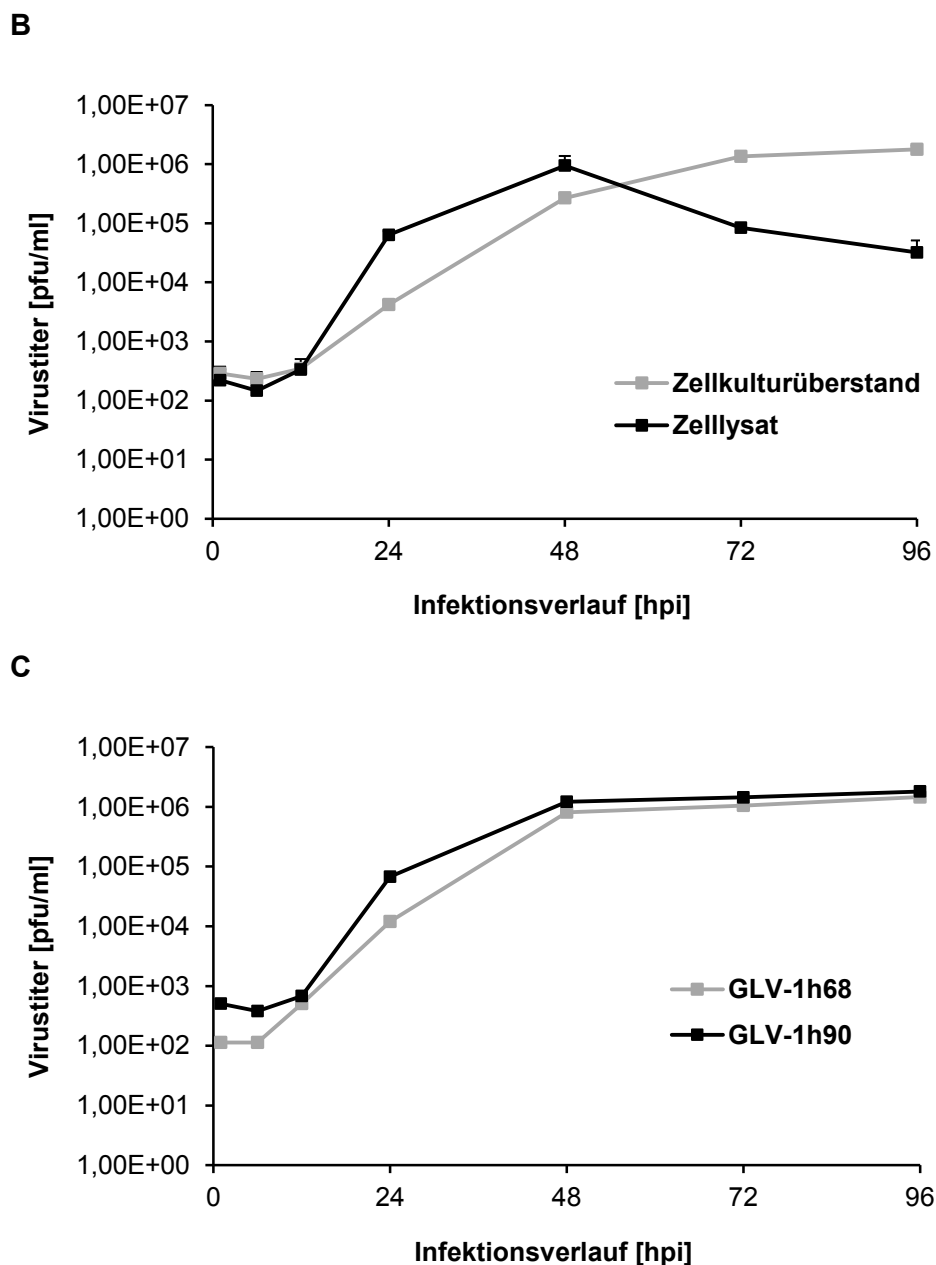 B
1,00E+07
1,00E+06
1,00E+05
1,00E+04
1,00E+03
1,00E+02
1,00E+01
1,00E+00
Virustiter [pfu/ml]
Zellkulturüberstand
Zelllysat
0 24 48 72 96
Infektionsverlauf [hpi]
C
1,00E+07
1,00E+06
1,00E+05
1,00E+04
1,00E+03
1,00E+02
1,00E+01
1,00E+00
Virustiter [pfu/ml]
GLV-1h68
GLV-1h90
0 24 48 72 96
Infektionsverlauf [hpi]